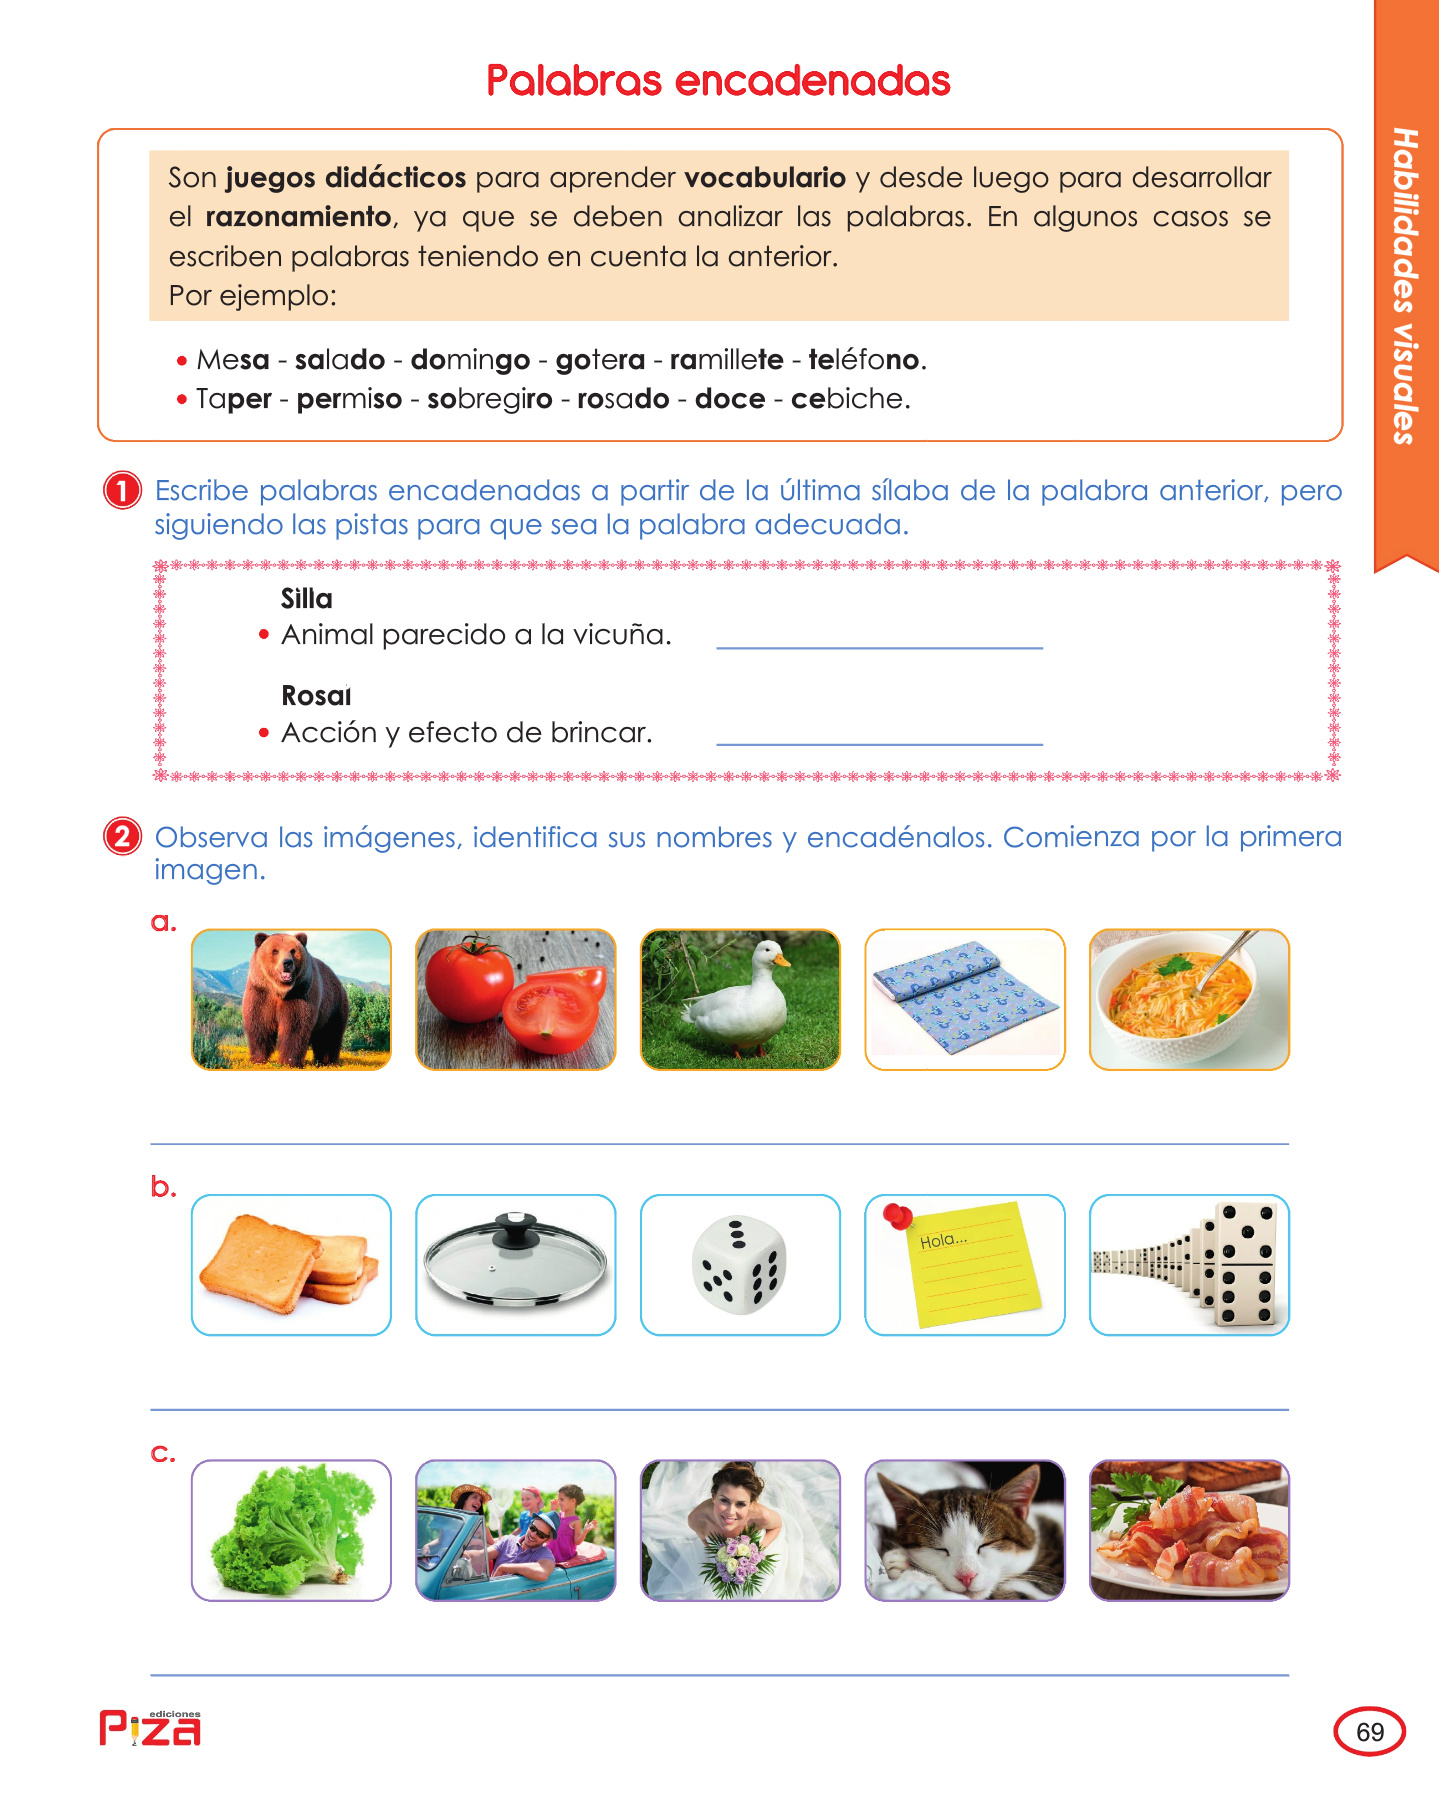 Palabras encadenadas
Son juegos didácticos para aprender vocabulario y desde luego para desarrollar
el razonamiento, ya que se deben analizar las palabras. En algunos casos se
escriben palabras teniendo en cuenta la anterior.
Por ejemplo:
• Mesa - salado - domingo - gotera - ramillete - teléfono.
• Taper - permiso - sobregiro - rosado - doce - cebiche.
Habilidades visuales
1 Escribe palabras encadenadas a partir de la última sílaba de la palabra anterior, pero
siguiendo las pistas para que sea la palabra adecuada.
Silla
• Animal parecido a la vicuña.
Rosal
• Acción y efecto de brincar.
2 Observa las imágenes, identifica sus nombres y encadénalos. Comienza por la primera
imagen.
a.
b.
Hola...
c.
ediciones
Piza
69